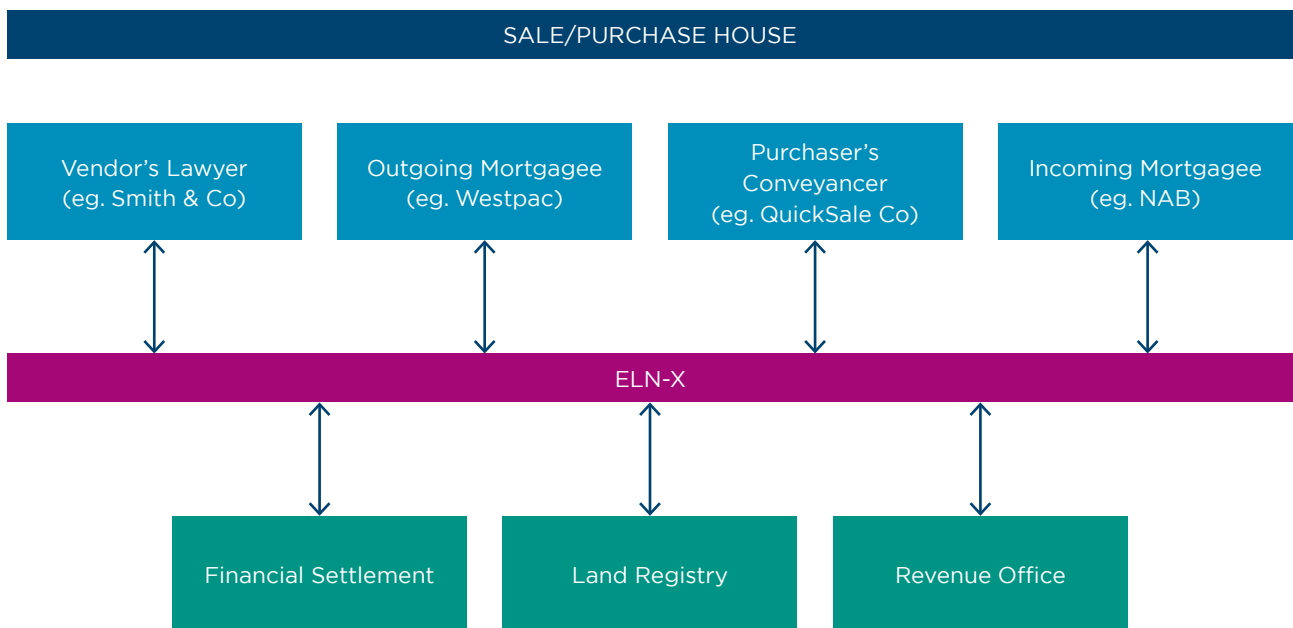 SALE/PURCHASE HOUSE
Vendor's Lawyer
(eg. Smith & Co)
Outgoing Mortgagee
(eg. Westpac)
Purchaser's
Conveyancer
(eg. QuickSale Co)
Incoming Mortgagee
(eg. NAB)
ELN-X
Financial Settlement
Land Registry
Revenue Office